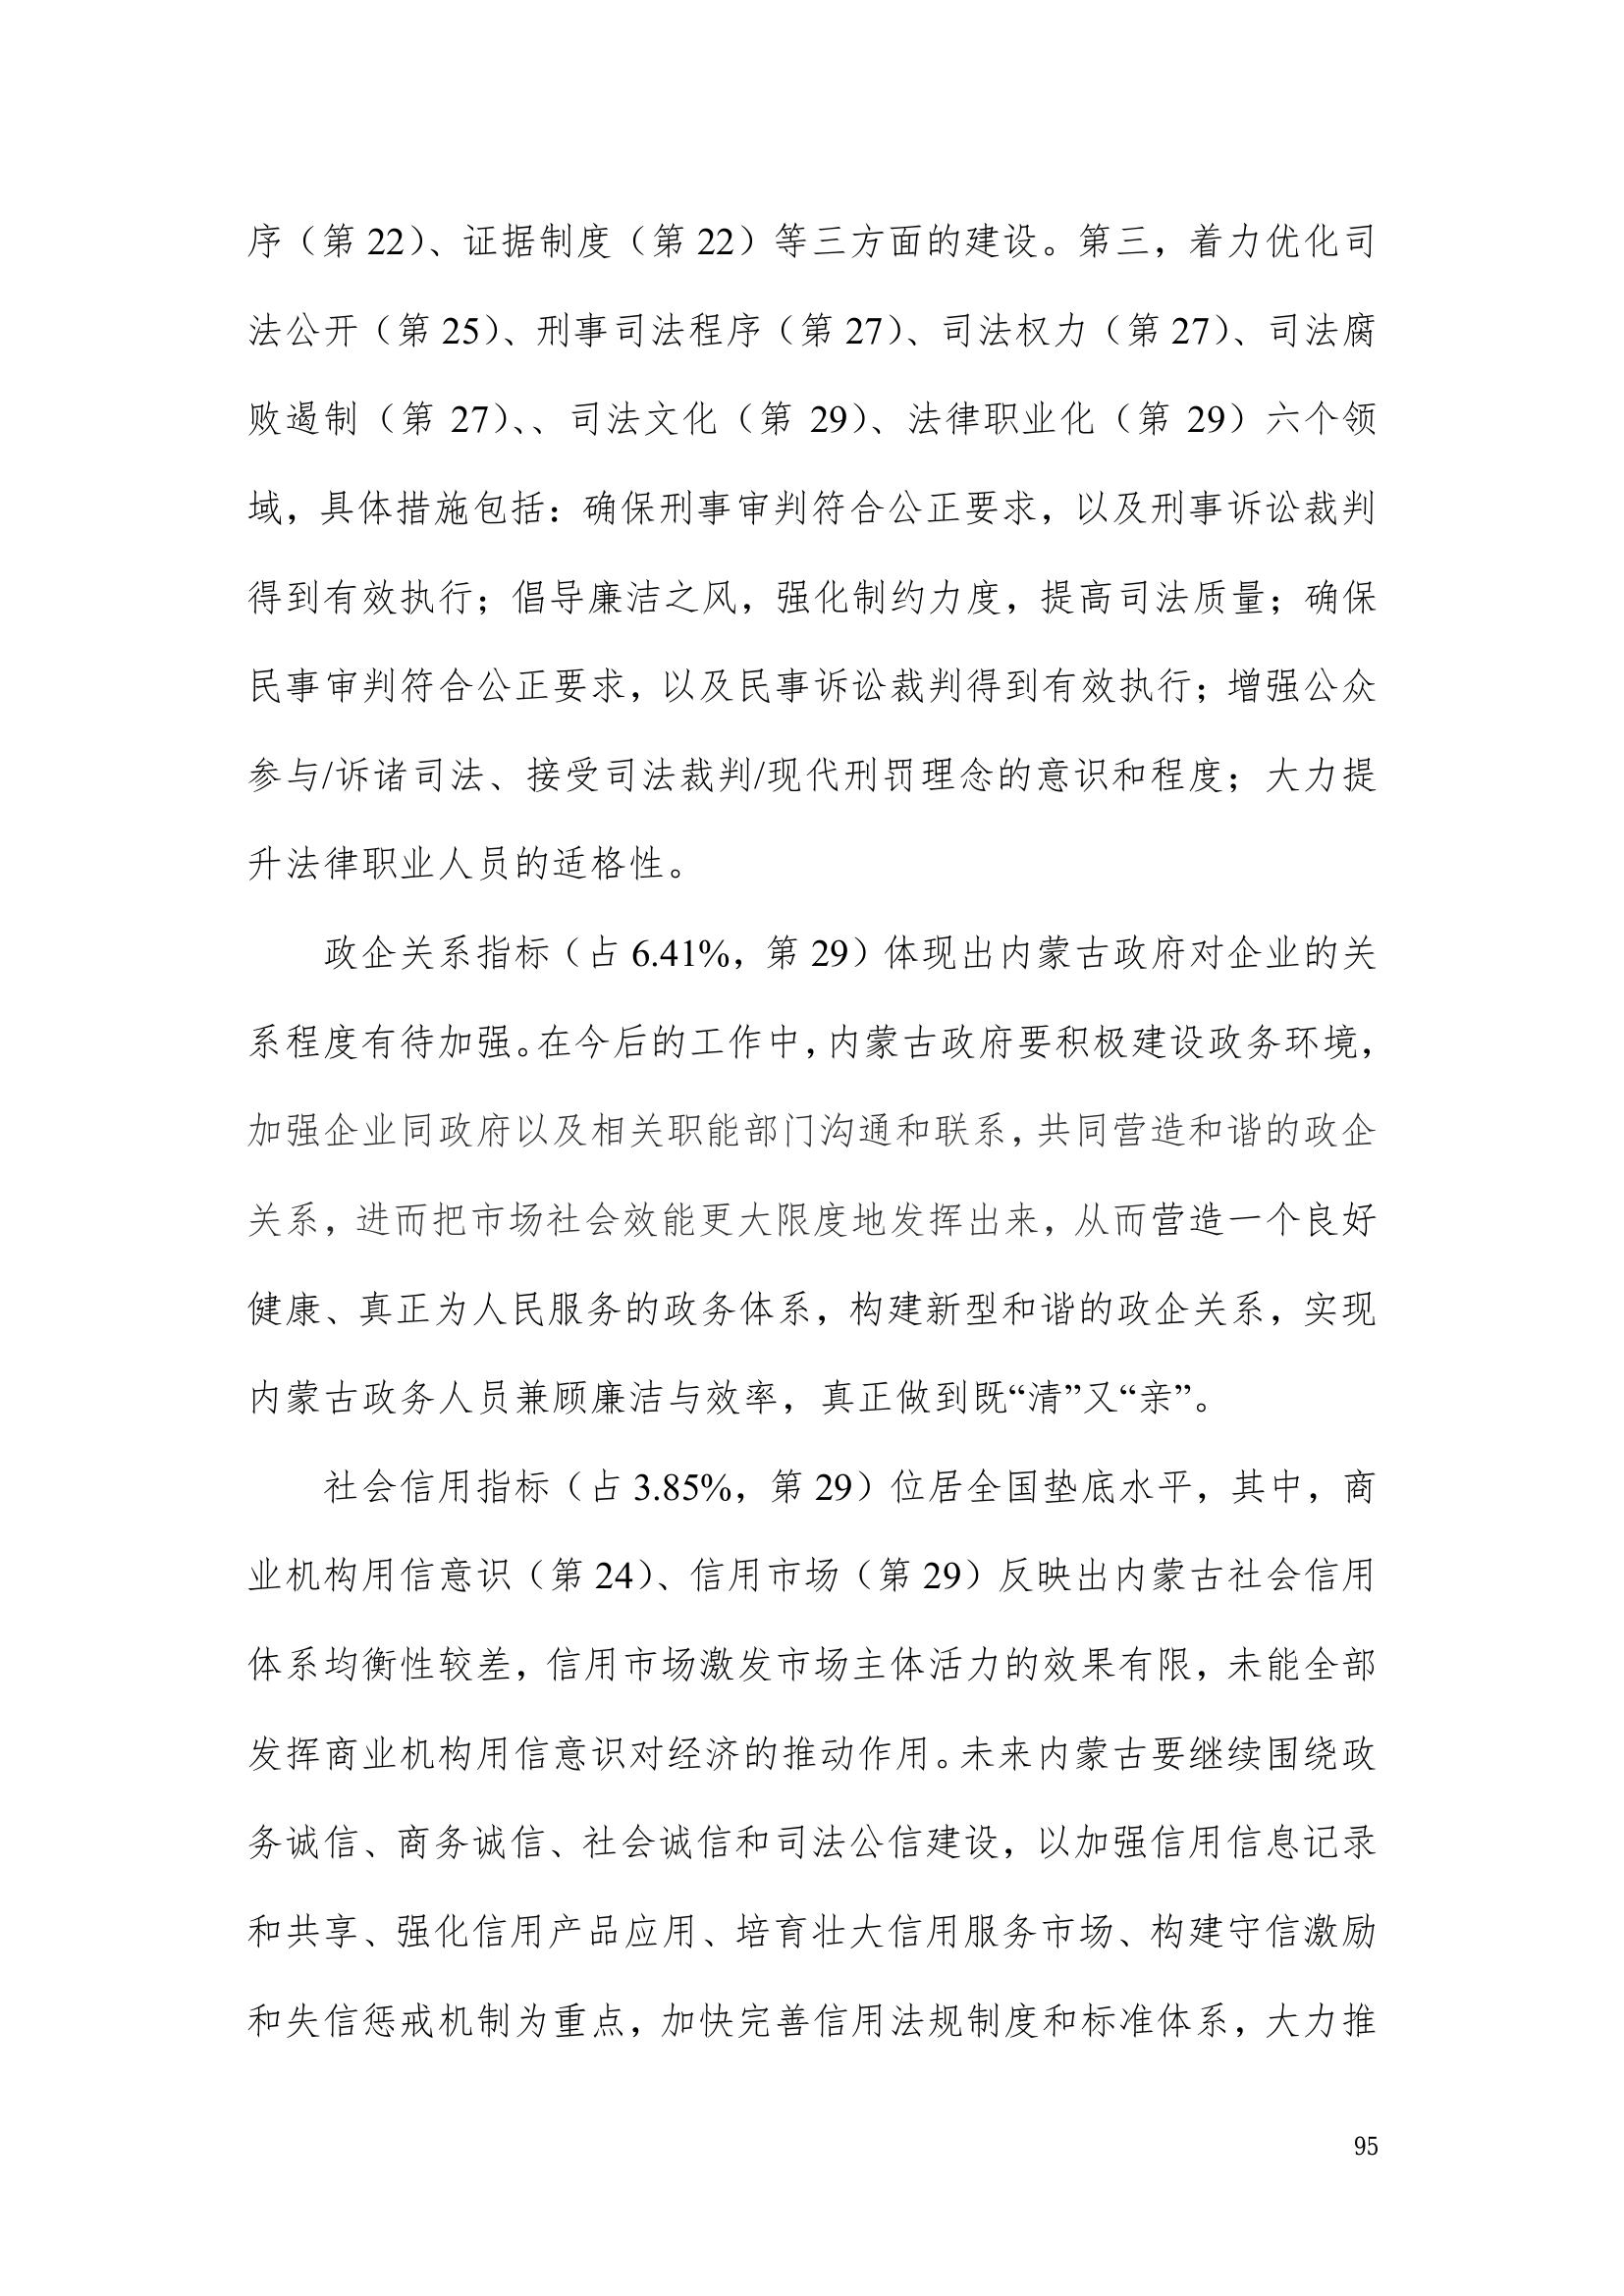 序（第 22）、证据制度（第 22）等三方面的建设。第三，着力优化司
法公开（第 25）、刑事司法程序（第 27）、司法权力（第 27）、司法腐
败遏制（第 27）、、司法文化（第 29）、法律职业化（第 29）六个领
域，具体措施包括：确保刑事审判符合公正要求，以及刑事诉讼裁判
得到有效执行；倡导廉洁之风，强化制约力度，提高司法质量；确保
民事审判符合公正要求，以及民事诉讼裁判得到有效执行；增强公众
参与/诉诸司法、接受司法裁判/现代刑罚理念的意识和程度；大力提
升法律职业人员的适格性。
政企关系指标（占 6.41%，第 29）体现出内蒙古政府对企业的关
系程度有待加强。在今后的工作中，内蒙古政府要积极建设政务环境，
加强企业同政府以及相关职能部门沟通和联系，共同营造和谐的政企
关系，进而把市场社会效能更大限度地发挥出来，从而营造一个良好
健康、真正为人民服务的政务体系，构建新型和谐的政企关系，实现
内蒙古政务人员兼顾廉洁与效率，真正做到既“清”又“亲”。
社会信用指标（占 3.85%，第 29）位居全国垫底水平，其中，商
业机构用信意识（第 24）、信用市场（第 29）反映出内蒙古社会信用
体系均衡性较差，信用市场激发市场主体活力的效果有限，未能全部
发挥商业机构用信意识对经济的推动作用。未来内蒙古要继续围绕政
务诚信、商务诚信、社会诚信和司法公信建设，以加强信用信息记录
和共享、强化信用产品应用、培育壮大信用服务市场、构建守信激励
和失信惩戒机制为重点，加快完善信用法规制度和标准体系，大力推
95